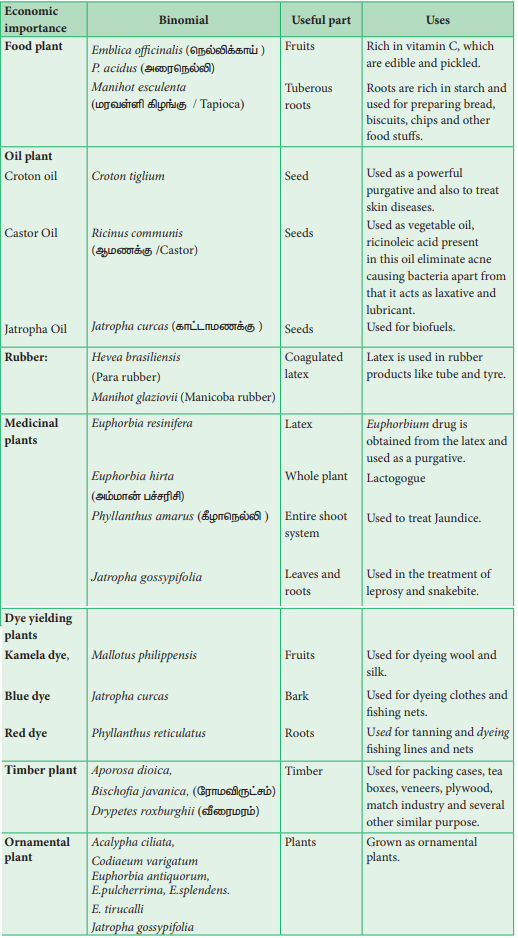 Economic importance
Binomial
Useful part
Uses
Food plant
Emblica officinalis (நெல்லிக்காய் )
P. acidus (அரைநெல்லி)
Manihot esculenta
(மரவள்ளி கிழங்கு / Tapioca)
Fruits
Tuberous
roots
Rich in vitamin C, which
are edible and pickled.
Roots are rich in starch and
used for preparing bread,
biscuits, chips and other
food stuffs.
Oil plant
Croton oil
Croton tiglium
Seed
Used as a powerful
purgative and also to treat
skin diseases.
Castor Oil
Ricinus communis
(ஆமணக்கு /Castor)
Seeds
Used as vegetable oil,
ricinoleic acid present
in this oil eliminate acne
causing bacteria apart from
that it acts as laxative and
lubricant.
Jatropha Oil
Jatropha curcas (காட்டாமணக்கு )
Seeds
Used for biofuels.
Rubber:
Hevea brasiliensis
(Para rubber)
Manihot glaziovii (Manicoba rubber)
Coagulated
latex
Latex is used in rubber
products like tube and tyre.
Medicinal
plants
Euphorbia resinifera
Latex
Euphorbium drug is
obtained from the latex and
used as a purgative.
Euphorbia hirta
(அம்மான் பச்சரிசி)
Whole plant
Lactogogue
Phyllanthus amarus (கீழாநெல்லி )
Entire shoot
system
Used to treat Jaundice.
Jatropha gossypifolia
Leaves and
roots
Used in the treatment of
leprosy and snakebite.
Dye yielding
plants
Kamela dye,
Mallotus philippensis
Fruits
Used for dyeing wool and
silk.
Blue dye
Jatropha curcas
Bark
Used for dyeing clothes and
fishing nets.
Red dye
Phyllanthus reticulatus
Roots
Used for tanning and dyeing
fishing lines and nets
Timber plant
Aporosa dioica,
Bischofia javanica, (ரோமவிருட்சம்)
Drypetes roxburghii (வீரைமரம்)
Timber
Used for packing cases, tea
boxes, veneers, plywood,
match industry and several
other similar purpose.
Ornamental
plant
Acalypha ciliata,
Codiaeum varigatum
Euphorbia antiquorum,
E.pulcherrima, E.splendens.
E. tirucalli
Jatropha gossypifolia
Plants
Grown as ornamental
plants.